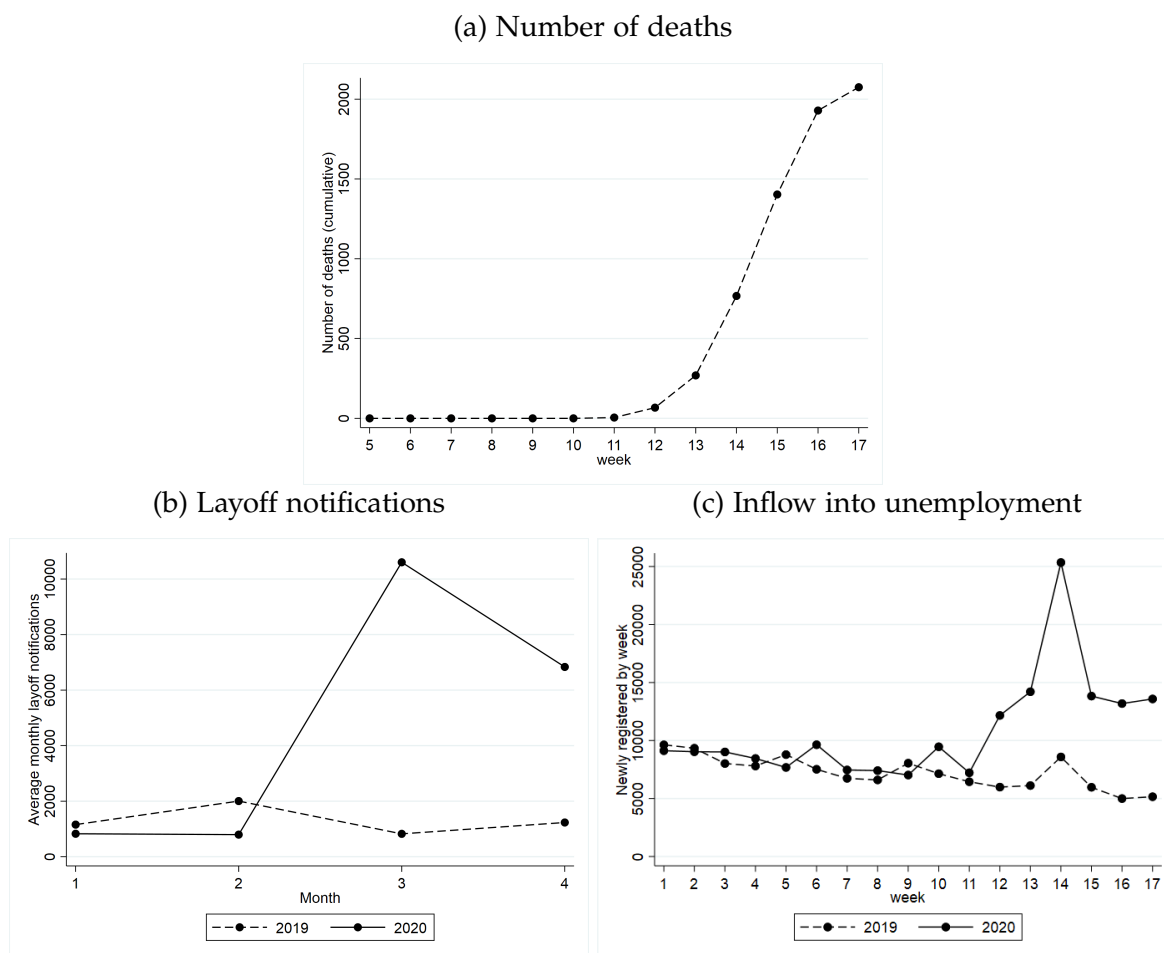 (a) Number of deaths
Number of deaths (cumulative)
2000
1500
1000
500
0
5 6 7 8 9 10 11 12 13 14 15 16 17
week
(b) Layoff notifications
Average monthly layoff notifications
10000
8000
6000
4000
2000
0
1 2 3 4
Month
2019 2020
(c) Inflow into unemployment
Newly registered by week
25000
20000
15000
10000
5000
0
1 2 3 4 5 6 7 8 9 10 11 12 13 14 15 16 17
week
2019 2020